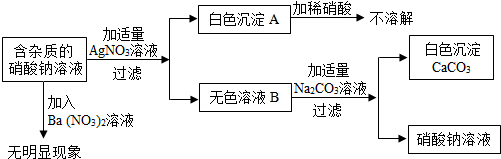 含杂质的
硝酸钠溶液
加适量
AgNO₃溶液
过滤
白色沉淀 A
加稀硝酸
不溶解
无色溶液 B
加适量
Na₂CO₃溶液
过滤
白色沉淀
CaCO₃
硝酸钠溶液
加入
Ba (NO₃)₂溶液
无明显现象